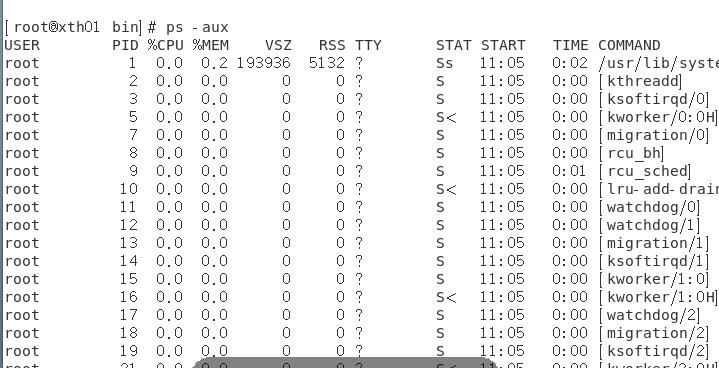 [root@xth01 bin]# ps -aux
USER PID %CPU %MEM VSZ RSS TTY STAT START TIME COMMAND
root 1 0.0 0.2 193936 5132 ? Ss 11:05 0:02 /usr/lib/syste
root 2 0.0 0.0 0 0 ? S 11:05 0:00 [kthreadd]
root 3 0.0 0.0 0 0 ? S 11:05 0:00 [ksoftirqd/0]
root 5 0.0 0.0 0 0 ? S< 11:05 0:00 [kworker/0:0H]
root 7 0.0 0.0 0 0 ? S 11:05 0:00 [migration/0]
root 8 0.0 0.0 0 0 ? S 11:05 0:00 [rcu_bh]
root 9 0.0 0.0 0 0 ? S 11:05 0:01 [rcu_sched]
root 10 0.0 0.0 0 0 ? S< 11:05 0:00 [lru-add-drain
root 11 0.0 0.0 0 0 ? S 11:05 0:00 [watchdog/0]
root 12 0.0 0.0 0 0 ? S 11:05 0:00 [watchdog/1]
root 13 0.0 0.0 0 0 ? S 11:05 0:00 [migration/1]
root 14 0.0 0.0 0 0 ? S 11:05 0:00 [ksoftirqd/1]
root 15 0.0 0.0 0 0 ? S 11:05 0:00 [kworker/1:0]
root 16 0.0 0.0 0 0 ? S< 11:05 0:00 [kworker/1:0H]
root 17 0.0 0.0 0 0 ? S 11:05 0:00 [watchdog/2]
root 18 0.0 0.0 0 0 ? S 11:05 0:00 [migration/2]
root 19 0.0 0.0 0 0 ? S 11:05 0:00 [ksoftirqd/2]